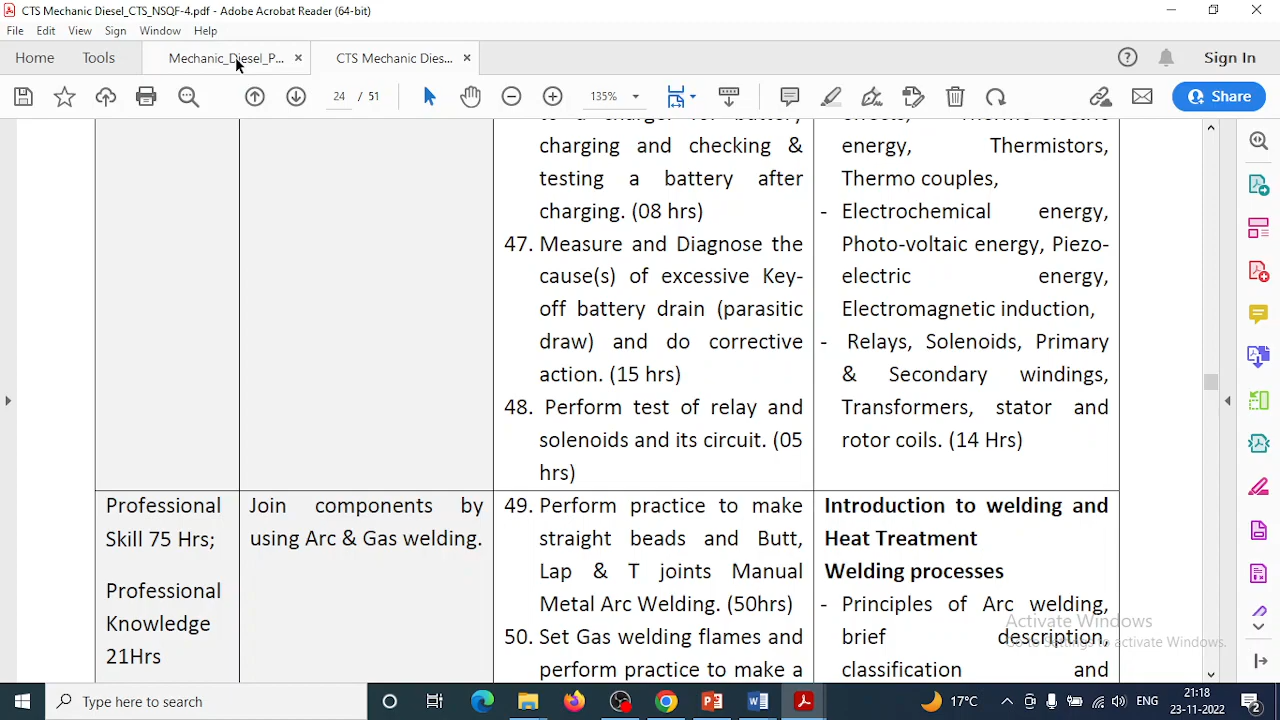 CTS Mechanic Diesel_CTS_NSQF-4.pdf - Adobe Acrobat Reader (64-bit)
File Edit View Sign Window Help
Home Tools Mechanic_Diesel_P... × CTS Mechanic Dies... × Sign In
24 / 51 135% Share
charging and checking &
testing a battery after
charging. (08 hrs)
47. Measure and Diagnose the
cause(s) of excessive Key-
off battery drain (parasitic
draw) and do corrective
action. (15 hrs)
48. Perform test of relay and
solenoids and its circuit. (05
hrs)
energy, Thermistors,
Thermo couples,
- Electrochemical energy,
Photo-voltaic energy, Piezo-
electric energy,
Electromagnetic induction,
- Relays, Solenoids, Primary
& Secondary windings,
Transformers, stator and
rotor coils. (14 Hrs)
Professional
Skill 75 Hrs;
Professional
Knowledge
21Hrs
Join components by
using Arc & Gas welding.
49. Perform practice to make
straight beads and Butt,
Lap & T joints Manual
Metal Arc Welding. (50hrs)
50. Set Gas welding flames and
perform practice to make a
Introduction to welding and
Heat Treatment
Welding processes
- Principles of Arc welding,
brief description,
classification and
Activate Windows
Go to Settings to activate Windows.
Type here to search
17°C ENG 21:18
23-11-2022 2